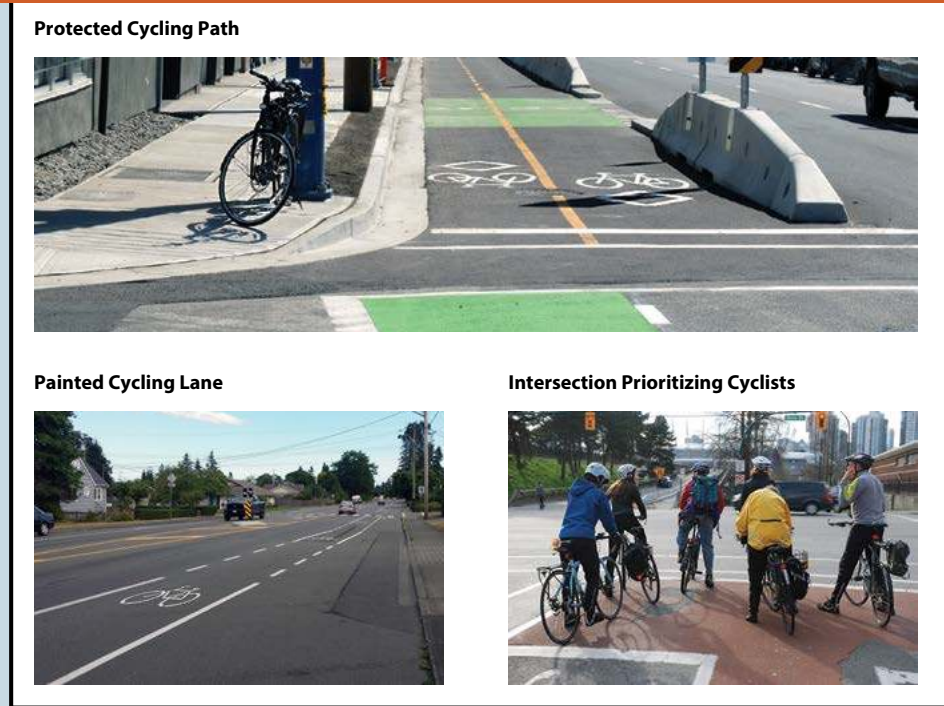 Protected Cycling Path
Painted Cycling Lane
Intersection Prioritizing Cyclists